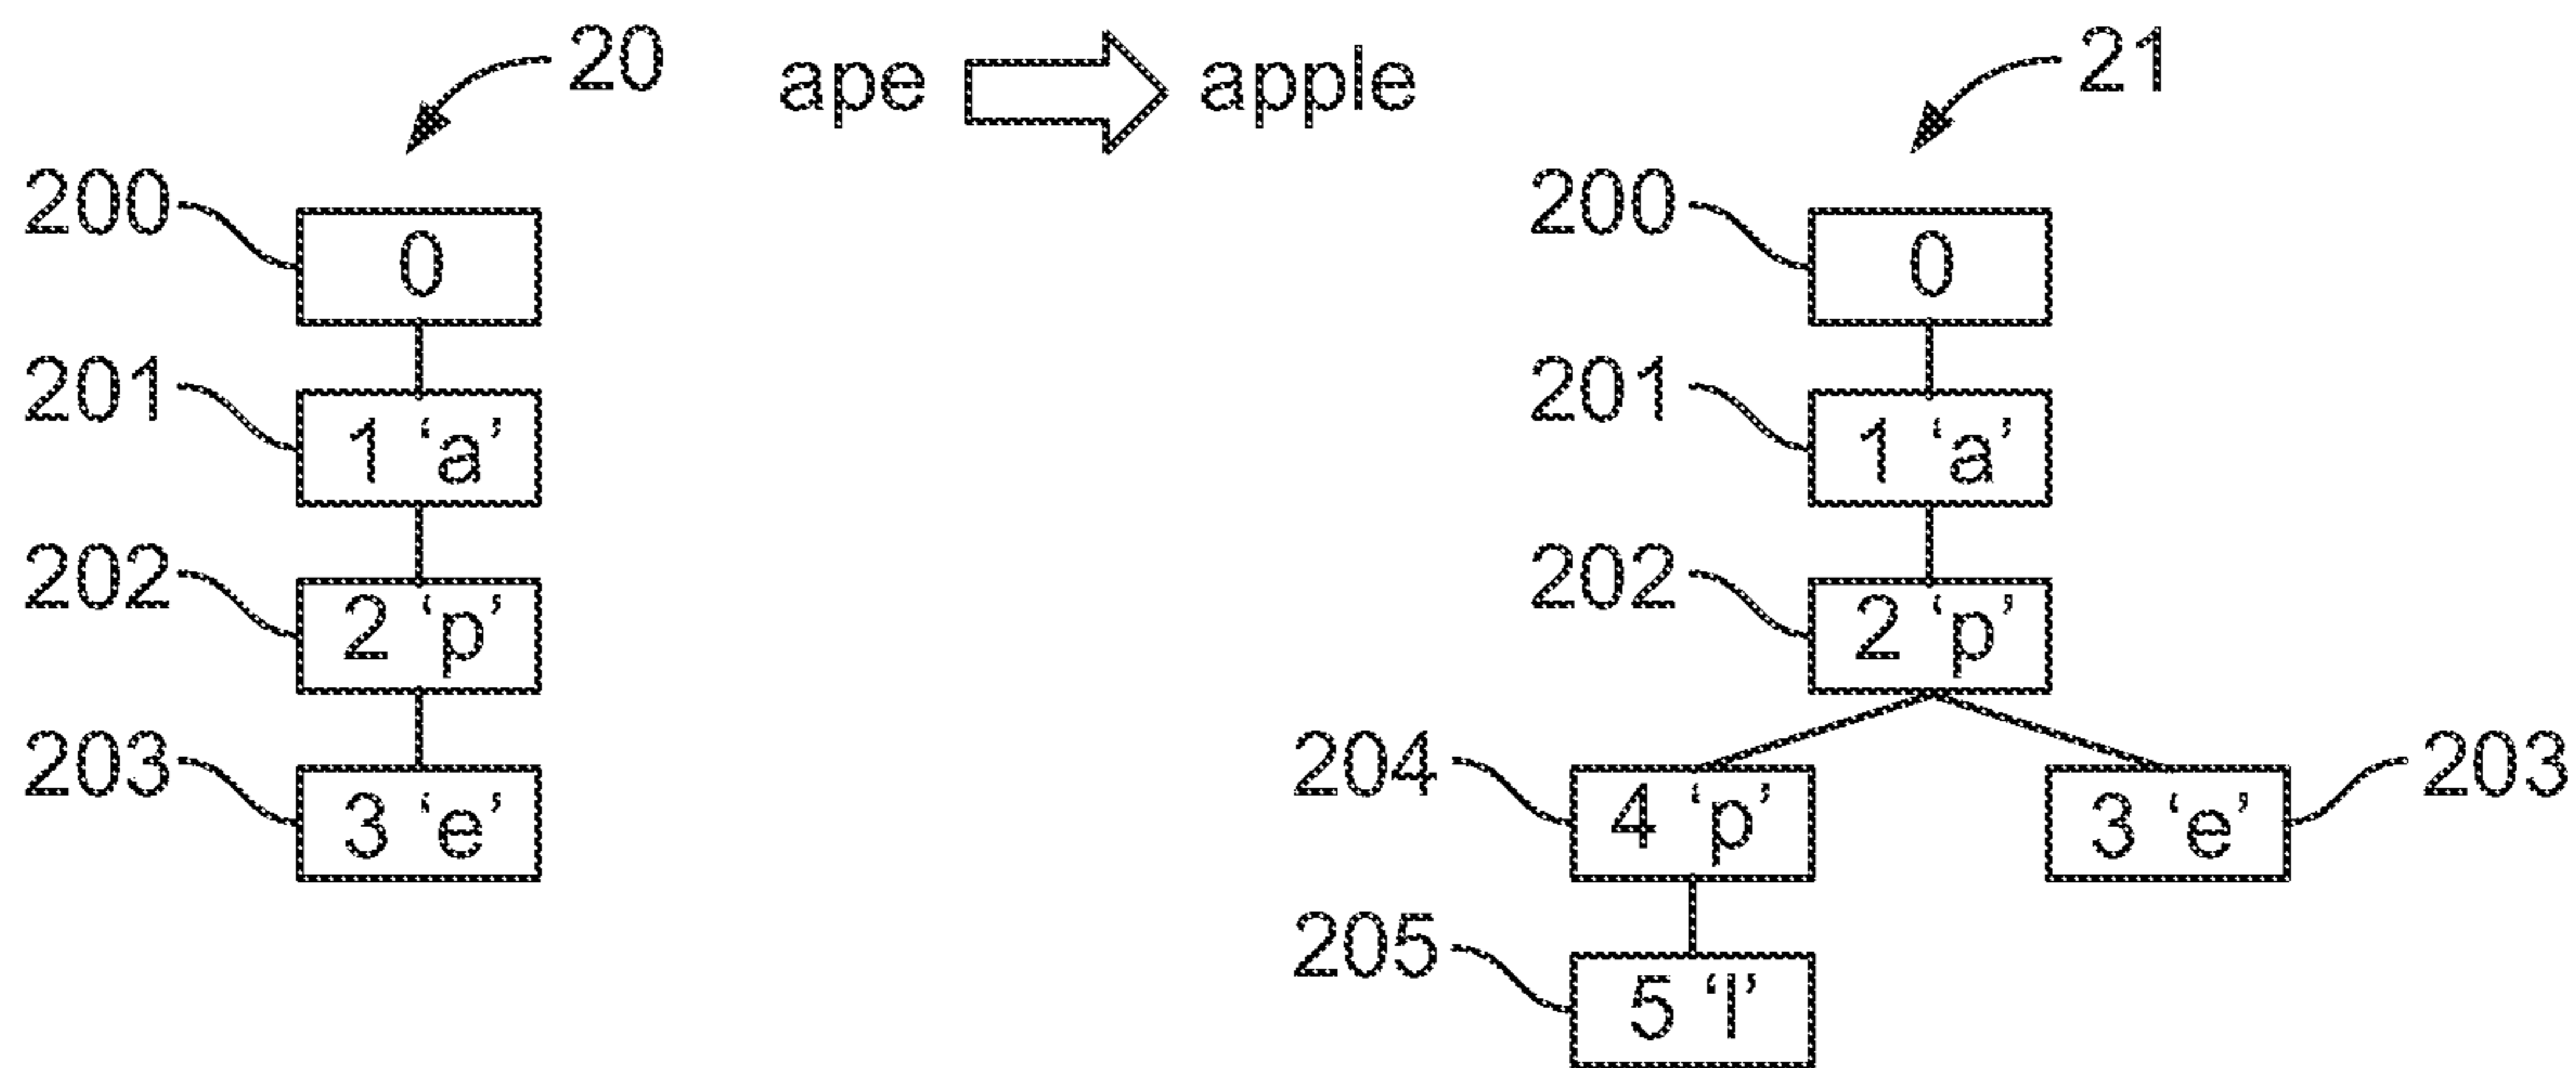 20 ape apple 21
200 0 200 0
201 1 ‘a’ 201 1 ‘a’
202 2 ‘p’ 202 2 ‘p’
203 3 ‘e’ 204 4 ‘p’ 3 ‘e’ 203
205 5 ‘l’